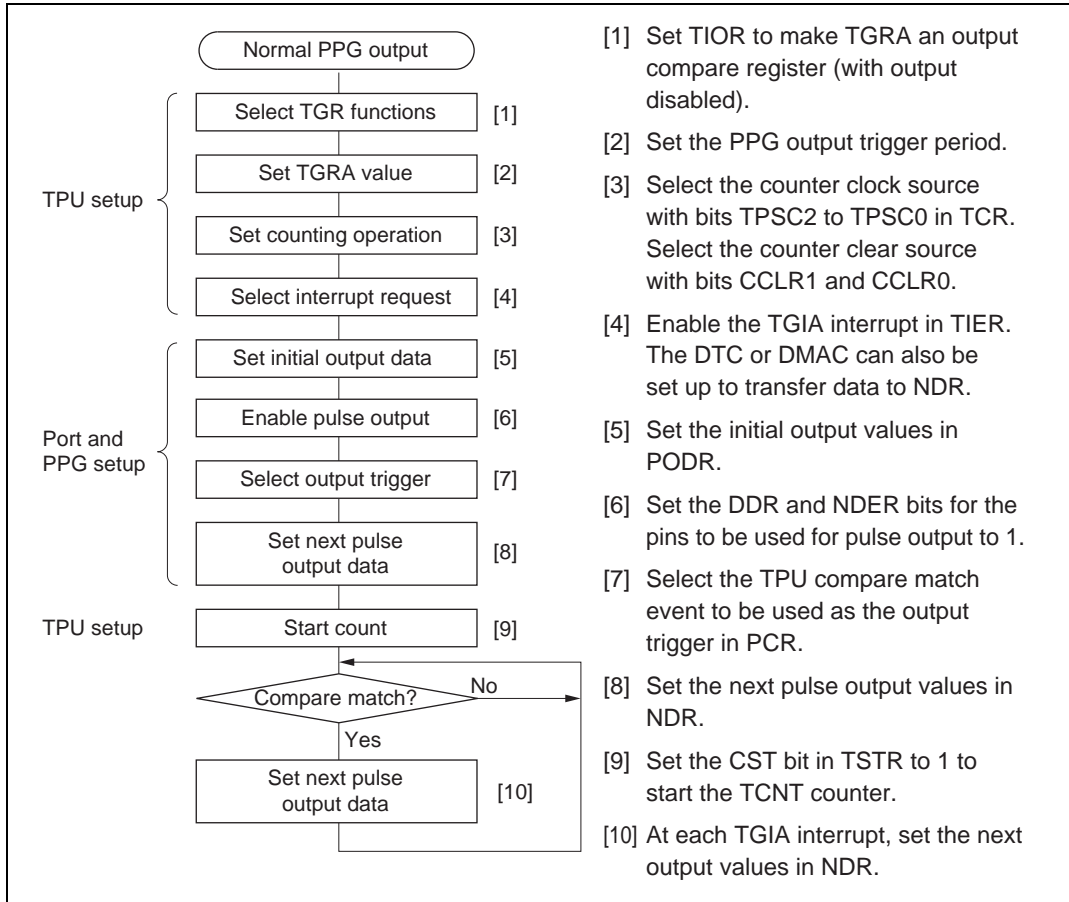 Normal PPG output
Select TGR functions [1]
Set TGRA value [2]
TPU setup
Set counting operation [3]
Select interrupt request [4]
Set initial output data [5]
Enable pulse output [6]
Port and
PPG setup
Select output trigger [7]
Set next pulse
output data
[8]
TPU setup
Start count [9]
Compare match?
No
Yes
Set next pulse
output data
[10]
[1] Set TIOR to make TGRA an output
compare register (with output
disabled).
[2] Set the PPG output trigger period.
[3] Select the counter clock source
with bits TPSC2 to TPSC0 in TCR.
Select the counter clear source
with bits CCLR1 and CCLR0.
[4] Enable the TGIA interrupt in TIER.
The DTC or DMAC can also be
set up to transfer data to NDR.
[5] Set the initial output values in
PODR.
[6] Set the DDR and NDER bits for the
pins to be used for pulse output to 1.
[7] Select the TPU compare match
event to be used as the output
trigger in PCR.
[8] Set the next pulse output values in
NDR.
[9] Set the CST bit in TSTR to 1 to
start the TCNT counter.
[10] At each TGIA interrupt, set the next
output values in NDR.